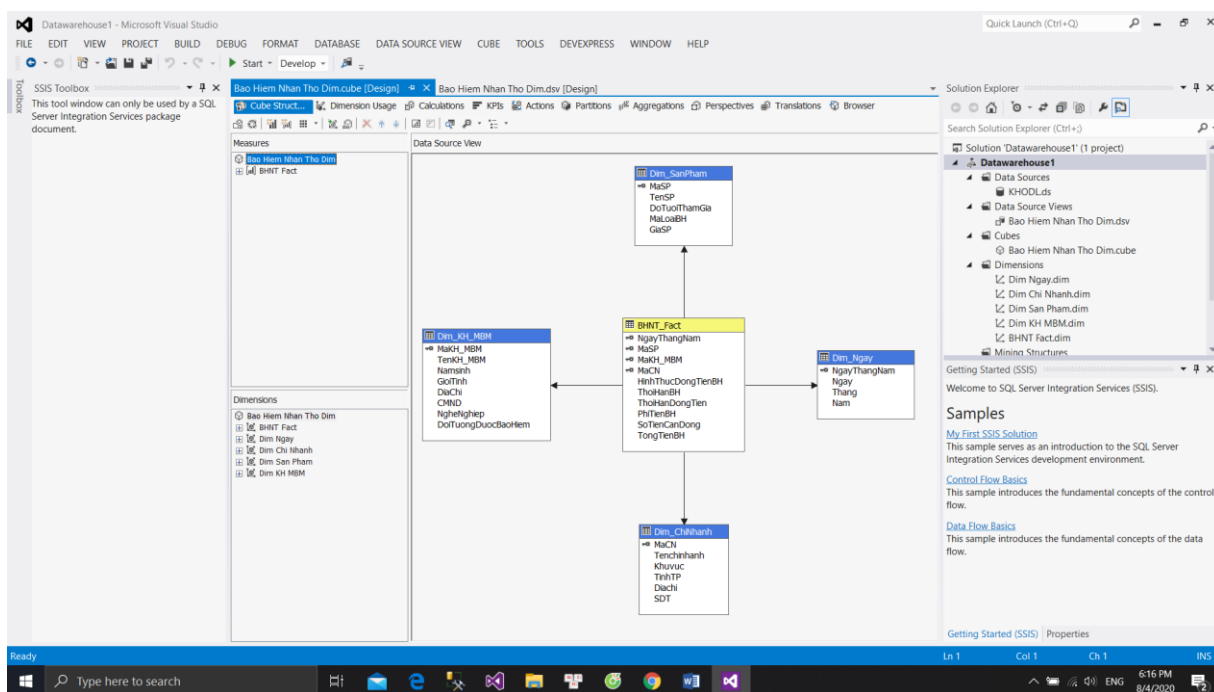 Datawarehouse1 - Microsoft Visual Studio
Quick Launch (Ctrl+Q)
FILE EDIT VIEW PROJECT BUILD DEBUG FORMAT DATABASE DATA SOURCE VIEW CUBE TOOLS DEVEXPRESS WINDOW HELP
Start - Develop
Toolbox
SSIS Toolbox
This tool window can only be used by a SQL
Server Integration Services package
document.
Bao Hiem Nhan Tho Dim.cube [Design]
Bao Hiem Nhan Tho Dim.dsv [Design]
Cube Struct... Dimension Usage Calculations KPIs Actions Partitions Aggregations Perspectives Translations Browser
Measures
Bao Hiem Nhan Tho Dim
BHNT Fact
Dimensions
Bao Hiem Nhan Tho Dim
BHNT Fact
Dim Ngay
Dim Chi Nhanh
Dim San Pham
Dim KH MBM
Data Source View
Dim_SanPham
MaSP
TenSP
DoTuoiThamGia
MaLoaiBH
GiaSP
Dim_KH_MBM
MaKH_MBM
TenKH_MBM
Namsinh
GioiTinh
DiaChi
CMND
NgheNghiep
DoiTuongDuocBaoHiem
BHNT_Fact
NgayThangNam
MaSP
MaKH_MBM
MaCN
HinhThucDongTienBH
ThoiHanBH
ThoiHanDongTien
PhiTienBH
SoTienCanDong
TongTienBH
Dim_Ngay
NgayThangNam
Ngay
Thang
Nam
Dim_ChiNhanh
MaCN
Tenchinhanh
Khuvuc
TinhTP
Diachi
SDT
Solution Explorer
Search Solution Explorer (Ctrl+;)
Solution 'Datawarehouse1' (1 project)
Datawarehouse1
Data Sources
KHODL.ds
Data Source Views
Bao Hiem Nhan Tho Dim.dsv
Cubes
Bao Hiem Nhan Tho Dim.cube
Dimensions
Dim Ngay.dim
Dim Chi Nhanh.dim
Dim San Pham.dim
Dim KH MBM.dim
BHNT Fact.dim
Mining Structures
Getting Started (SSIS)
Welcome to SQL Server Integration Services (SSIS).
Samples
My First SSIS Solution
This sample serves as an introduction to the SQL Server
Integration Services development environment.
Control Flow Basics
This sample introduces the fundamental concepts of the control
flow.
Data Flow Basics
This sample introduces the fundamental concepts of the data
flow.
Getting Started (SSIS) Properties
Ready
Ln 1 Col 1 Ch 1 INS
Type here to search
ENG
6:16 PM
8/4/2020
2